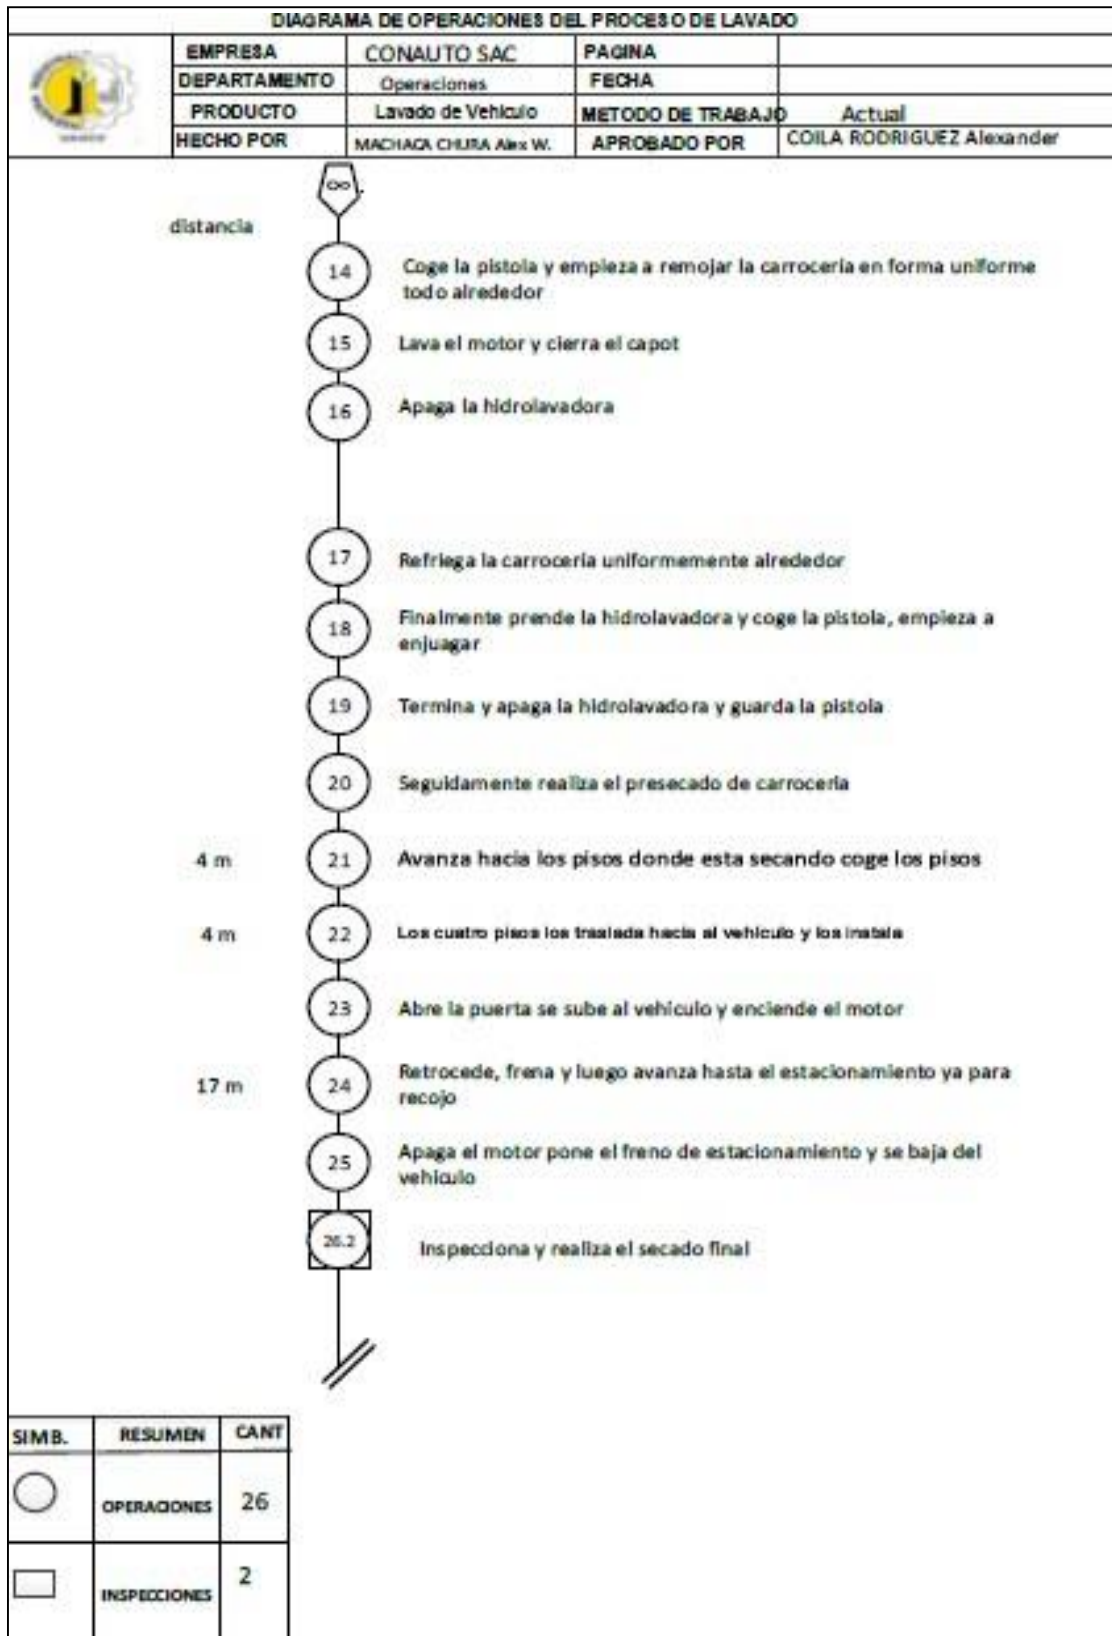 DIAGRAMA DE OPERACIONES DEL PROCESO DE LAVADO
EMPRESA CONAUTO SAC PAGINA
DEPARTAMENTO Operaciones FECHA
PRODUCTO Lavado de Vehiculo METODO DE TRABAJO Actual
HECHO POR MACHACA CHURA Alex W. APROBADO POR COILA RODRIGUEZ Alexander
∞
distancia
14 Coge la pistola y empieza a remojar la carroceria en forma uniforme
todo alrededor
15 Lava el motor y cierra el capot
16 Apaga la hidrolavadora
17 Refriega la carroceria uniformemente alrededor
18 Finalmente prende la hidrolavadora y coge la pistola, empieza a
enjuagar
19 Termina y apaga la hidrolavadora y guarda la pistola
20 Seguidamente realiza el presecado de carroceria
4 m 21 Avanza hacia los pisos donde esta secando coge los pisos
4 m 22 Los cuatro pisos los traslada hacia al vehiculo y los instala
23 Abre la puerta se sube al vehiculo y enciende el motor
17 m 24 Retrocede, frena y luego avanza hasta el estacionamiento ya para
recojo
25 Apaga el motor pone el freno de estacionamiento y se baja del
vehiculo
26.2 Inspecciona y realiza el secado final
SIMB. RESUMEN CANT
OPERACIONES 26
INSPECCIONES 2